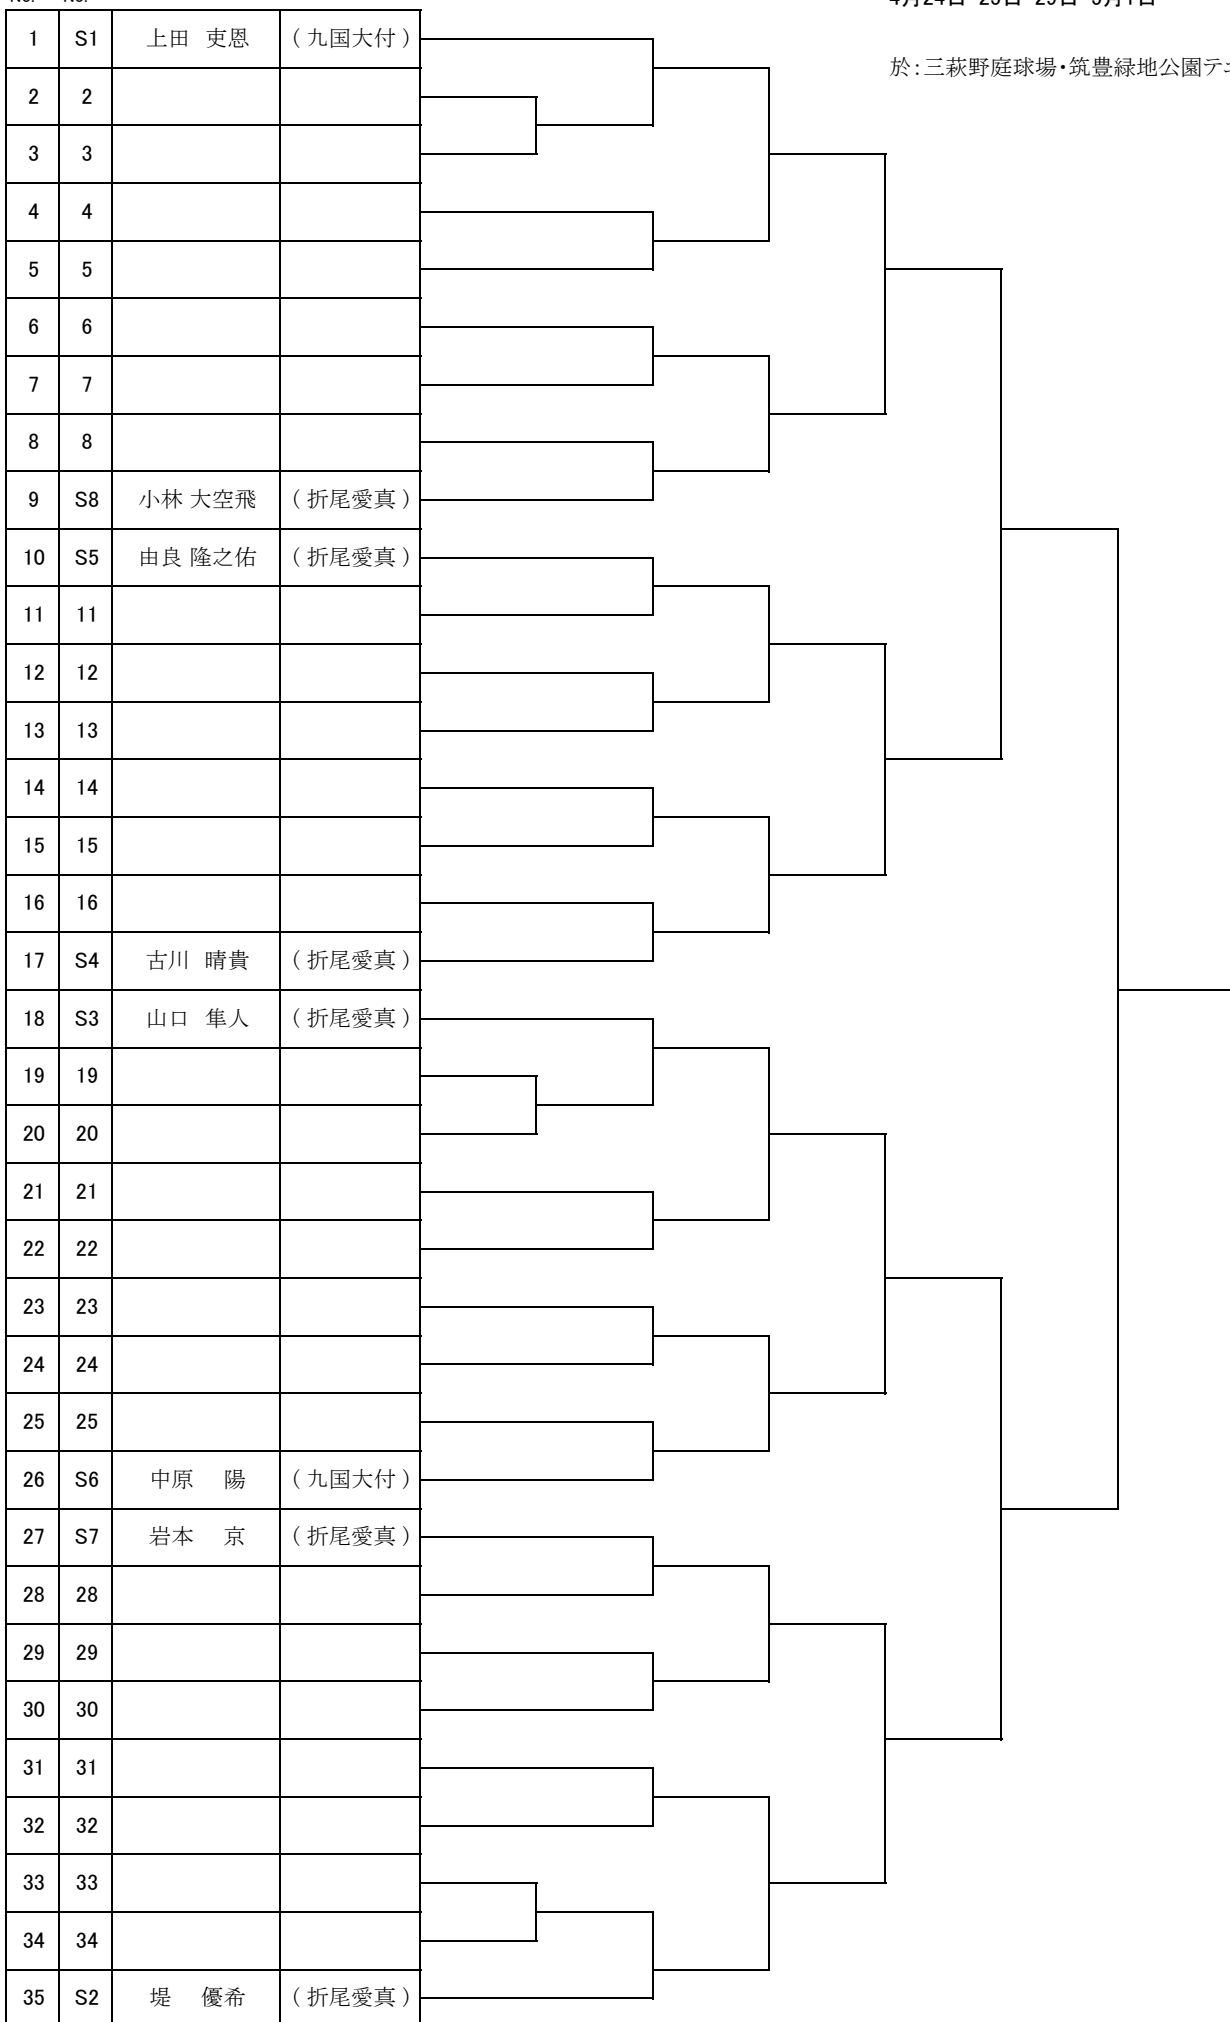 No. No.
於:三萩野庭球場・筑豊緑地公園テ
1 S1 上田 吏恩 (九国大付)
2 2
3 3
4 4
5 5
6 6
7 7
8 8
9 S8 小林 大空飛 (折尾愛真)
10 S5 由良 隆之佑 (折尾愛真)
11 11
12 12
13 13
14 14
15 15
16 16
17 S4 古川 晴貴 (折尾愛真)
18 S3 山口 隼人 (折尾愛真)
19 19
20 20
21 21
22 22
23 23
24 24
25 25
26 S6 中原 陽 (九国大付)
27 S7 岩本 京 (折尾愛真)
28 28
29 29
30 30
31 31
32 32
33 33
34 34
35 S2 堤 優希 (折尾愛真)